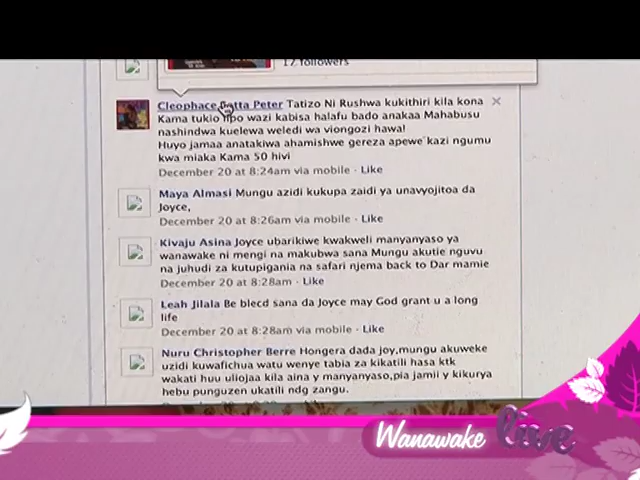 17 followers
Cleophace Patta Peter Tatizo Ni Rushwa kukithiri kila kona
Kama tukio lipo wazi kabisa halafu bado anakaa Mahabusu
nashindwa kuelewa weledi wa viongozi hawa!
Huyo jamaa anatakiwa ahamishwe gereza apewe kazi ngumu
kwa miaka Kama 50 hivi
December 20 at 8:24am via mobile · Like
Maya Almasi Mungu azidi kukupa zaidi ya unavyojitoa da
Joyce,
December 20 at 8:26am via mobile · Like
Kivaju Asina Joyce ubarikiwe kwakweli manyanyaso ya
wanawake ni mengi na makubwa sana Mungu akutie nguvu
na juhudi za kutupigania na safari njema back to Dar mamie
December 20 at 8:28am · Like
Leah Jilala Be blecd sana da Joyce may God grant u a long
life
December 20 at 8:28am via mobile · Like
Nuru Christopher Berre Hongera dada joy,mungu akuweke
uzidi kuwafichua watu wenye tabia za kikatili hasa ktk
wakati huu uliojaa kila aina y manyanyaso,pia jamii y kikurya
hebu punguzen ukatili ndg zangu.
Wanawake live